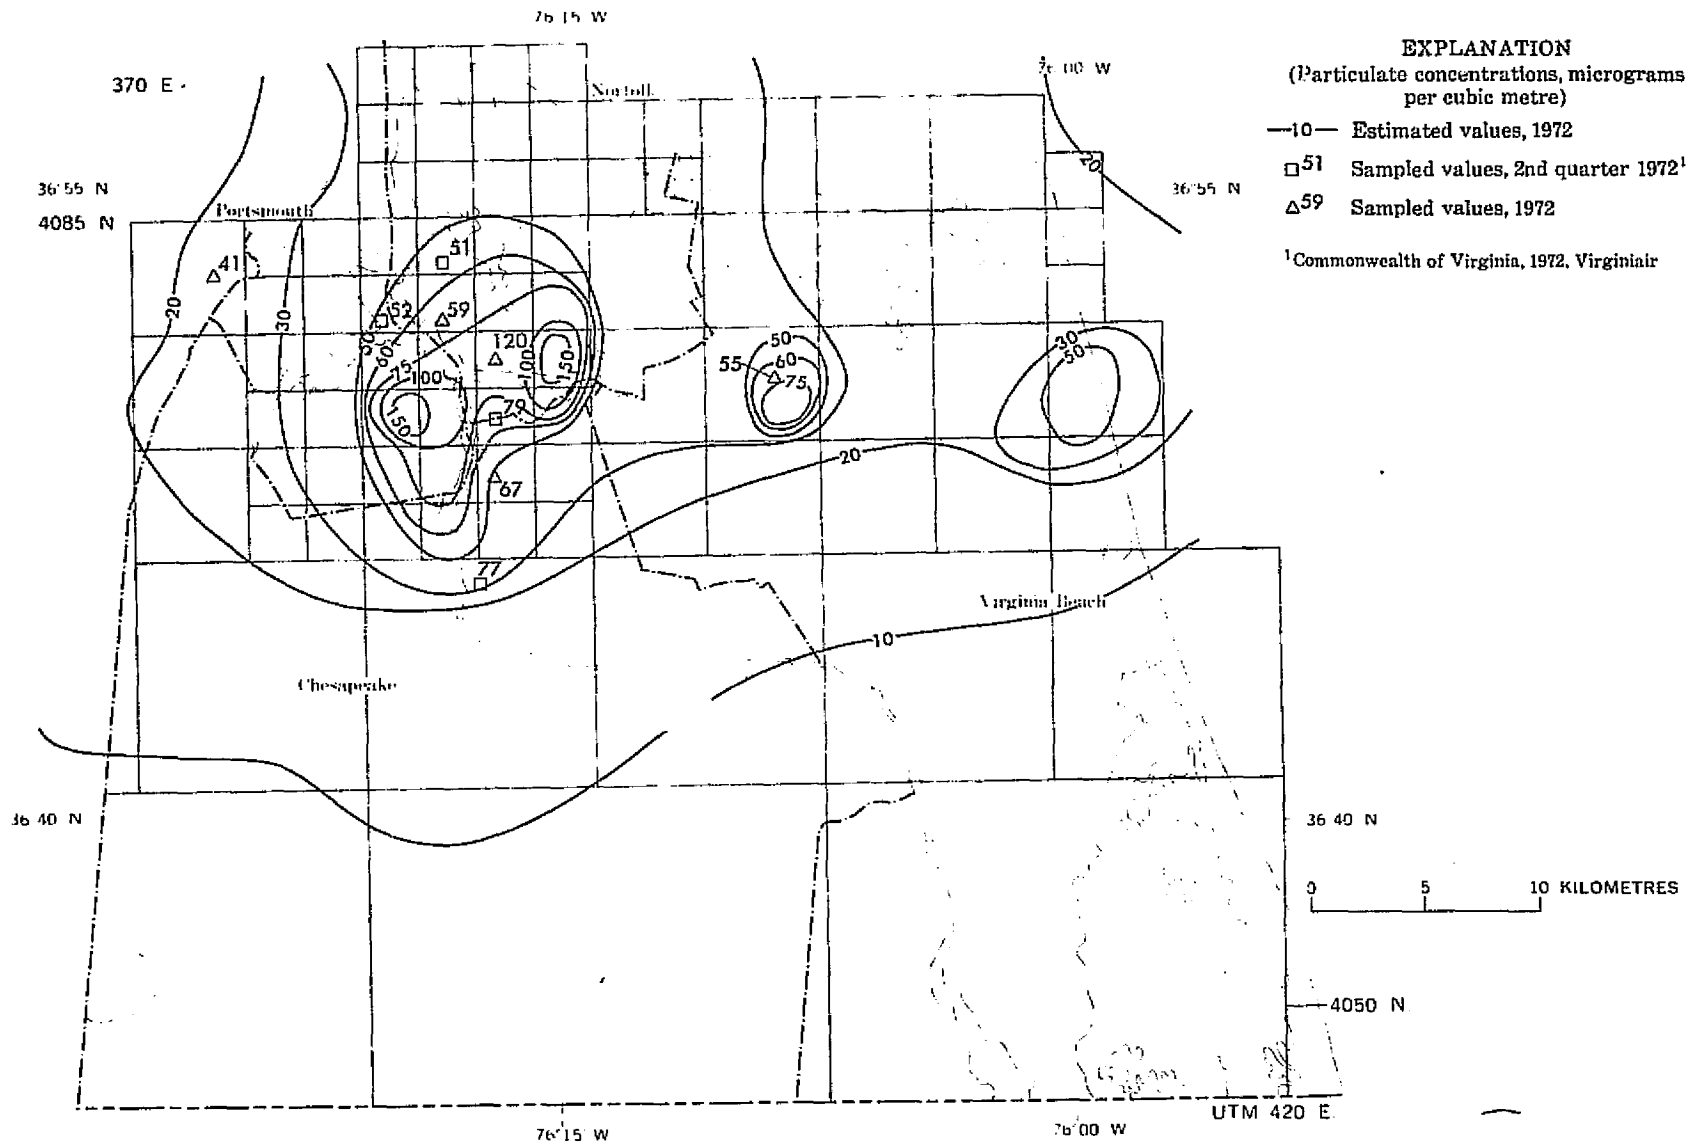 76°15' W
370 E
Norfolk
76°00' W
EXPLANATION
(Particulate concentrations, micrograms
per cubic metre)
—10— Estimated values, 1972
□51 Sampled values, 2nd quarter 1972¹
△59 Sampled values, 1972
¹Commonwealth of Virginia, 1972, Virginiair
36°55' N
4085 N
Portsmouth
20
36°55' N
41
51
20
30
52
59
50
60
120
75
100
100
150
150
79
67
77
50
55
60
75
30
50
20
Virginia Beach
10
Chesapeake
36 40 N
36 40 N
0 5 10 KILOMETRES
4050 N
UTM 420 E.
76°15' W
76°00' W